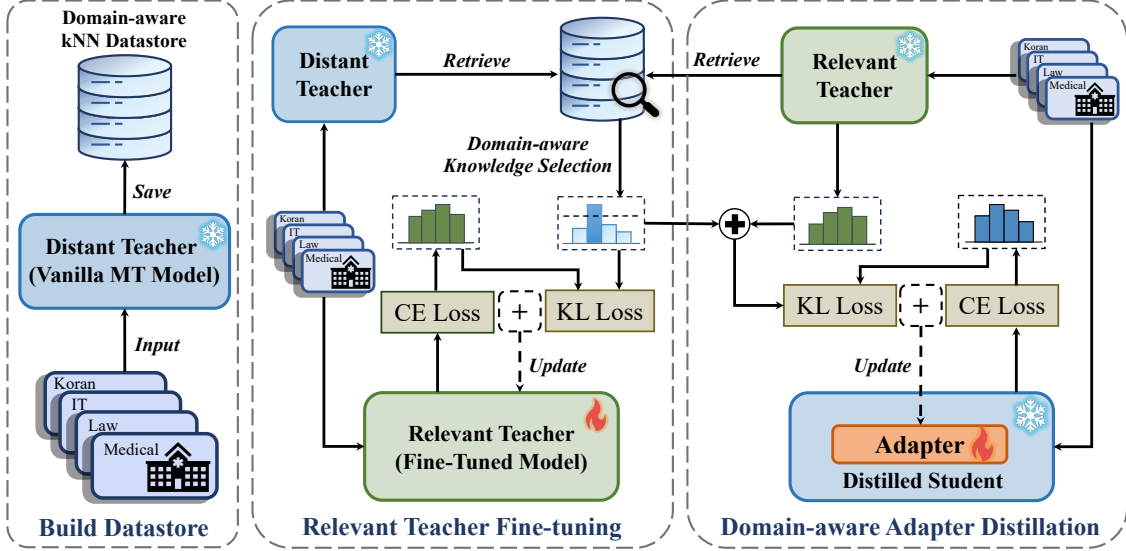 Domain-aware
kNN Datastore
Save
Distant Teacher
(Vanilla MT Model)
Input
Koran
IT
Law
Medical
Build Datastore
Distant
Teacher
Retrieve
Domain-aware
Knowledge Selection
Koran
IT
Law
Medical
CE Loss
+
KL Loss
Update
Relevant Teacher
(Fine-Tuned Model)
Relevant Teacher Fine-tuning
Retrieve
Relevant
Teacher
Koran
IT
Law
Medical
KL Loss
+
CE Loss
Update
Adapter
Distilled Student
Domain-aware Adapter Distillation